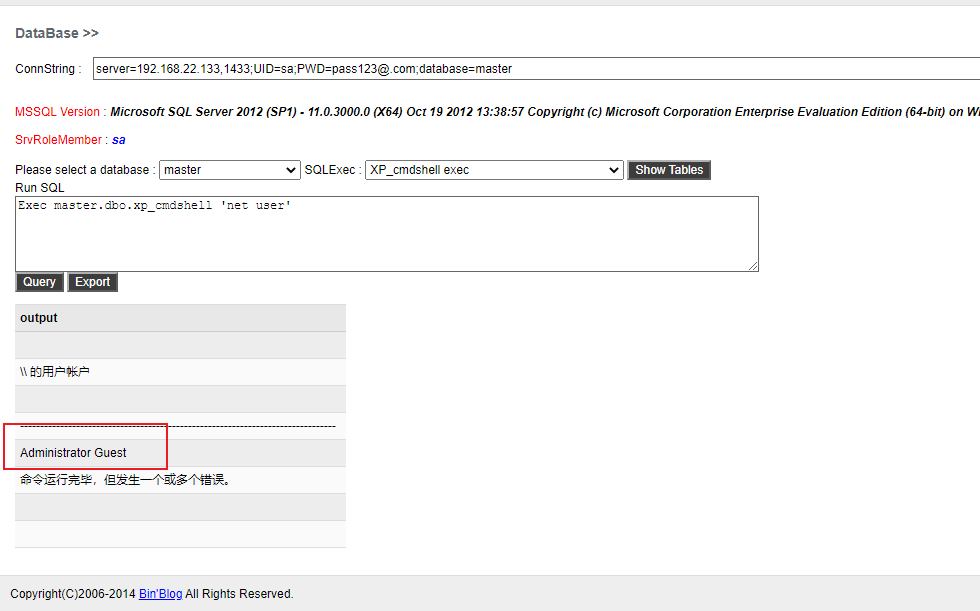 DataBase >>
ConnString : server=192.168.22.133,1433;UID=sa;PWD=pass123@.com;database=master
MSSQL Version : Microsoft SQL Server 2012 (SP1) - 11.0.3000.0 (X64) Oct 19 2012 13:38:57 Copyright (c) Microsoft Corporation Enterprise Evaluation Edition (64-bit) on
SrvRoleMember : sa
Please select a database : master SQLExec : XP_cmdshell exec Show Tables
Run SQL
Exec master.dbo.xp_cmdshell 'net user'
Query Export
output
\\ 的用户帐户
-------------------------------------------------------------------------------
Administrator Guest
命令运行完毕，但发生一个或多个错误。
Copyright(C)2006-2014 Bin'Blog All Rights Reserved.